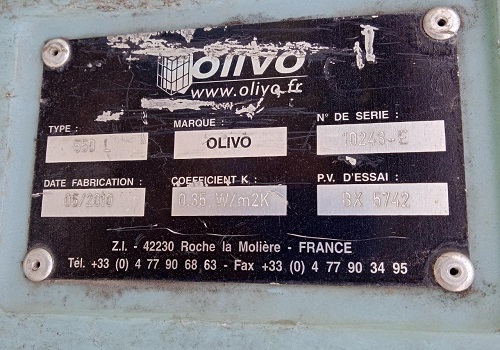 olivo
www.olivo.fr
TYPE :
MARQUE :
N° DE SERIE :
L
OLIVO
DATE FABRICATION :
COEFFICIENT K :
P.V. D'ESSAI :
05/2010
0,35 W/m2K
BX 5742
Z.I. - 42230 Roche la Molière - FRANCE
Tél. +33 (0) 4 77 90 68 63 - Fax +33 (0) 4 77 90 34 95